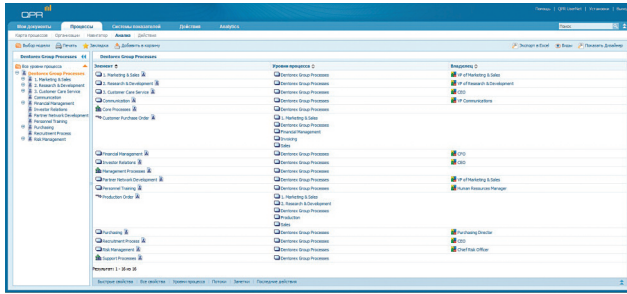 QPR
Помощь | QPR UserNet | Установки | Выход
Мои документы Процессы Системы показателей Действия Analytics Поиск
Карта процессов Организации Навигатор Анализ Действия
Выбор модели Печать Закладка Добавить в корзину Экспорт в Excel Виды Показать Дизайнер
Dentorex Group Processes
Все уровни процесса
Dentorex Group Processes
1. Marketing & Sales
2. Research & Development
3. Customer Care Service
Communication
Financial Management
Investor Relations
Partner Network Development
Personnel Training
Purchasing
Recruitment Process
Risk Management
Dentorex Group Processes
Элемент Уровни процесса Владелец
1. Marketing & Sales Dentorex Group Processes VP of Marketing & Sales
2. Research & Development Dentorex Group Processes VP of Research & Development
3. Customer Care Service Dentorex Group Processes CEO
Communication Dentorex Group Processes VP Communications
Core Processes Dentorex Group Processes
Customer Purchase Order 1. Marketing & Sales
Dentorex Group Processes
Financial Management
Invoicing
Sales
Financial Management Dentorex Group Processes CFO
Investor Relations Dentorex Group Processes CEO
Management Processes Dentorex Group Processes
Partner Network Development Dentorex Group Processes VP of Marketing & Sales
Personnel Training Dentorex Group Processes Human Resources Manager
Production Order 1. Marketing & Sales
2. Research & Development
Dentorex Group Processes
Production
Sales
Purchasing Dentorex Group Processes Purchasing Director
Recruitment Process Dentorex Group Processes CEO
Risk Management Dentorex Group Processes Chief Risk Officer
Support Processes Dentorex Group Processes
Результат: 1 - 16 из 16
Быстрые свойства Все свойства Уровни процесса Потоки Заметки Последние действия